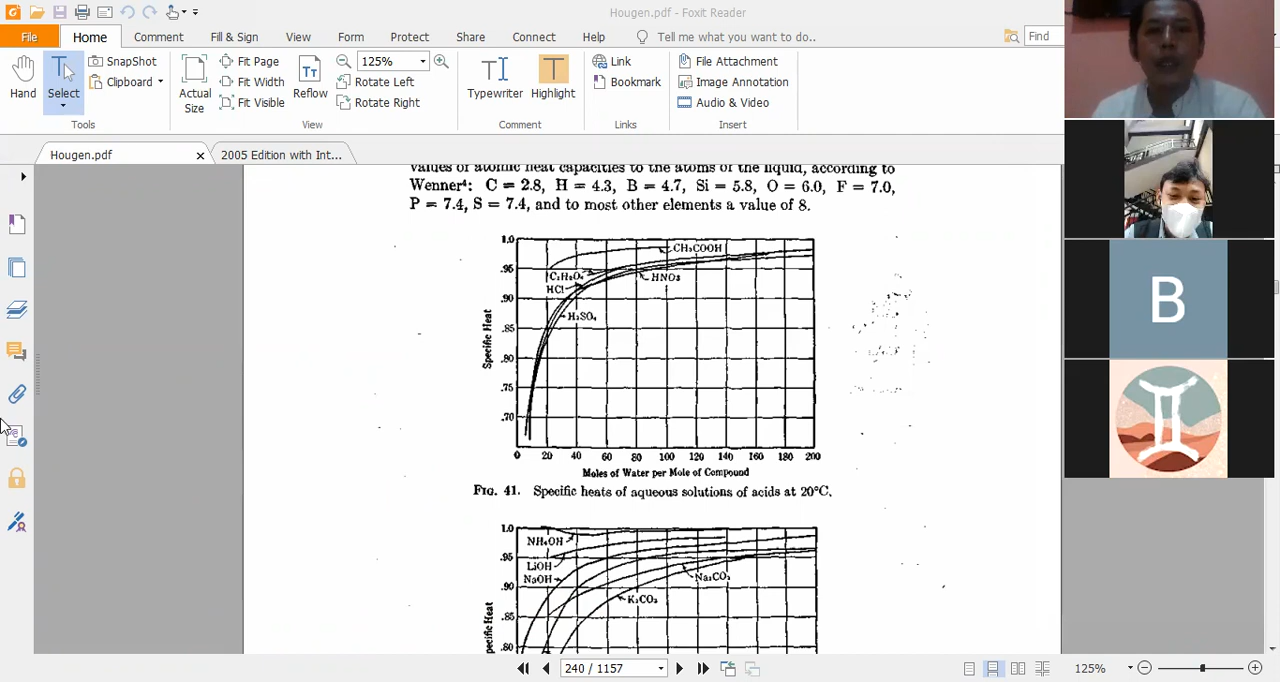 Hougen.pdf - Foxit Reader
File Home Comment Fill & Sign View Form Protect Share Connect Help Tell me what you want to do.. Find
Hand
Select
SnapShot
Clipboard
Tools
Actual
Size
Fit Page
Fit Width
Fit Visible
Reflow
125%
Rotate Left
Rotate Right
View
Typewriter
Highlight
Comment
Link
Bookmark
Links
File Attachment
Image Annotation
Audio & Video
Insert
Hougen.pdf
2005 Edition with Int...
values of atomic heat capacities to the atoms of the liquid, according to
Wenner⁴: C = 2.8, H = 4.3, B = 4.7, Si = 5.8, O = 6.0, F = 7.0,
P = 7.4, S = 7.4, and to most other elements a value of 8.
1.0
.95
.90
.85
.80
.75
.70
Specific Heat
CH₃COOH
HNO₃
HCl
H₂SO₄
0 20 40 60 80 100 120 140 160 180 200
Moles of Water per Mole of Compound
FIG. 41. Specific heats of aqueous solutions of acids at 20°C.
1.0
.95
.90
.85
.80
NH₄OH
LiOH
NaOH
Na₂CO₃
K₂CO₃
B
240 / 1157
125%